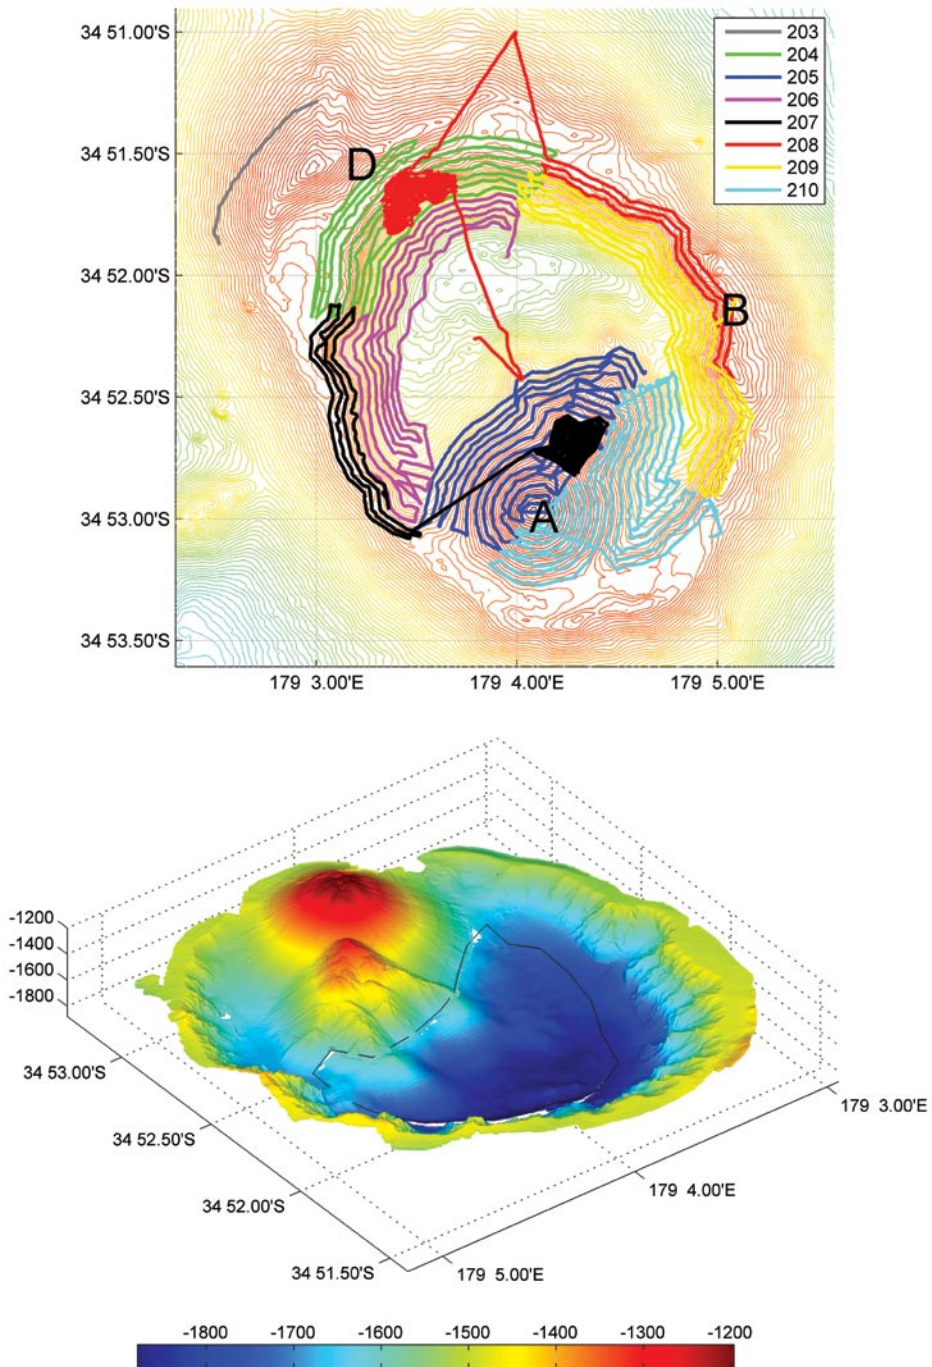 34 51.00'S
34 51.50'S
34 52.00'S
34 52.50'S
34 53.00'S
34 53.50'S
179 3.00'E
179 4.00'E
179 5.00'E
203
204
205
206
207
208
209
210
D
B
A
-1200
-1400
-1600
-1800
34 53.00'S
34 52.50'S
34 52.00'S
34 51.50'S
179 3.00'E
179 4.00'E
179 5.00'E
-1800 -1700 -1600 -1500 -1400 -1300 -1200